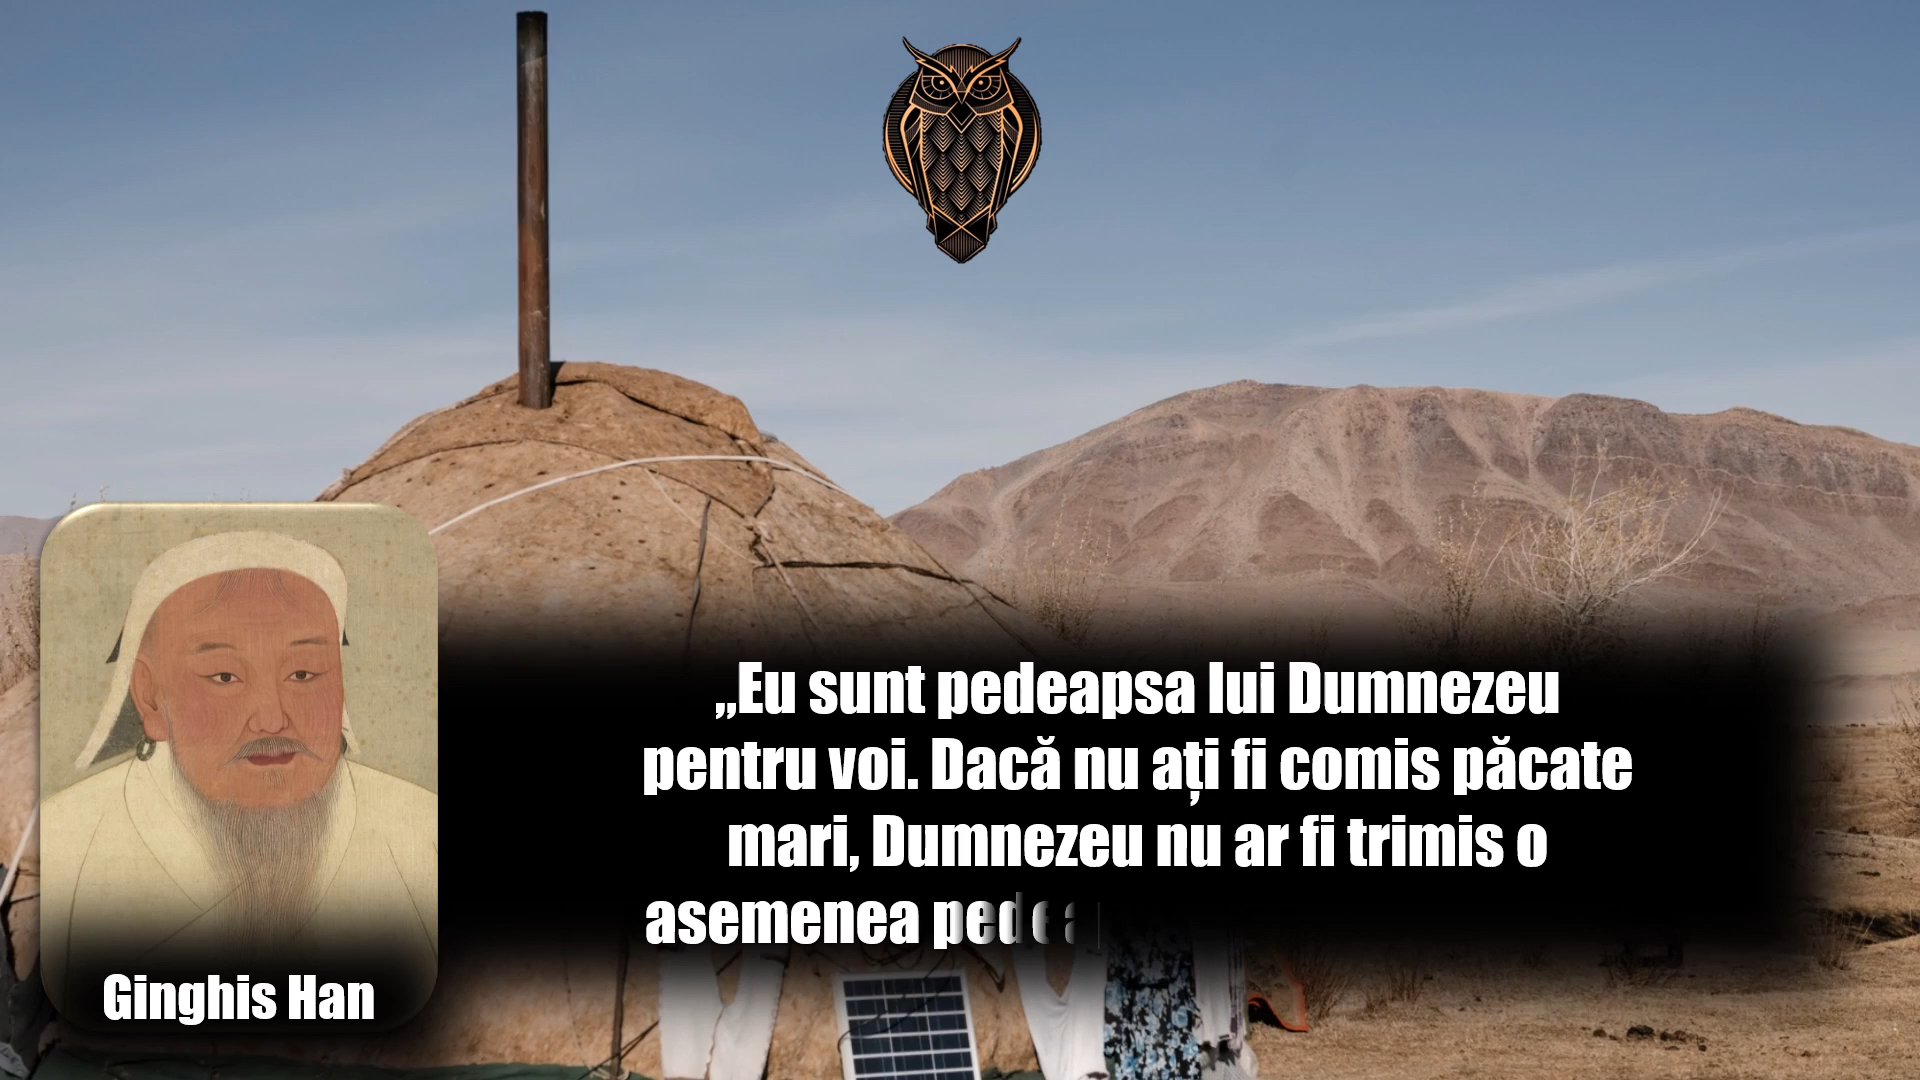 „Eu sunt pedeapsa lui Dumnezeu
pentru voi. Dacă nu ați fi comis păcate
mari, Dumnezeu nu ar fi trimis o
asemenea
Ginghis Han